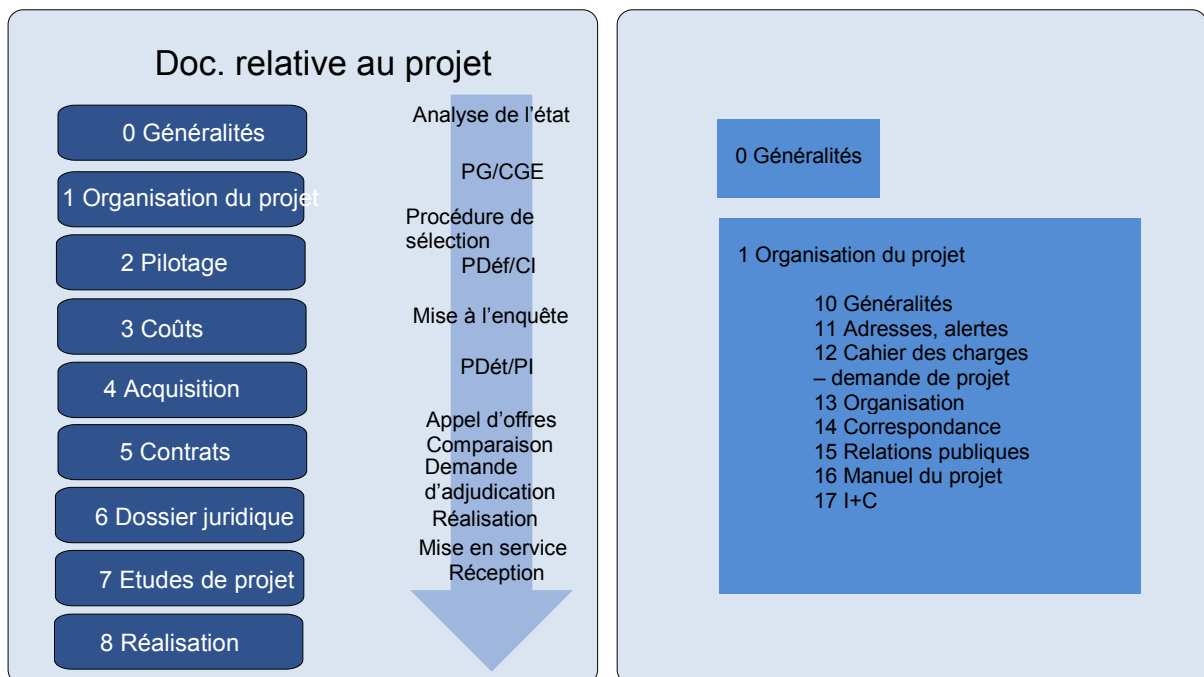 Doc. relative au projet
0 Généralités
1 Organisation du projet
2 Pilotage
3 Coûts
4 Acquisition
5 Contrats
6 Dossier juridique
7 Etudes de projet
8 Réalisation
Analyse de l’état
PG/CGE
Procédure de
sélection
PDéf/CI
Mise à l’enquête
PDét/PI
Appel d’offres
Comparaison
Demande
d’adjudication
Réalisation
Mise en service
Réception
0 Généralités
1 Organisation du projet
10 Généralités
11 Adresses, alertes
12 Cahier des charges
– demande de projet
13 Organisation
14 Correspondance
15 Relations publiques
16 Manuel du projet
17 I+C